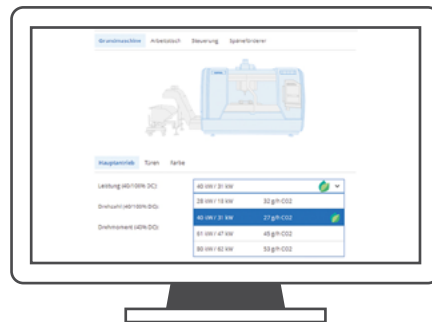 Grundmaschine Arbeitstisch Steuerung Späneförderer
Hauptantrieb Türen Farbe
Leistung (40/100% DC): 40 kW / 31 kW
28 kW / 18 kW 32 g/h CO2
Drehzahl (40/100% DC):
40 kW / 31 kW 27 g/h CO2
Drehmoment (40% DC):
61 kW / 47 kW 45 g/h CO2
80 kW / 62 kW 53 g/h CO2